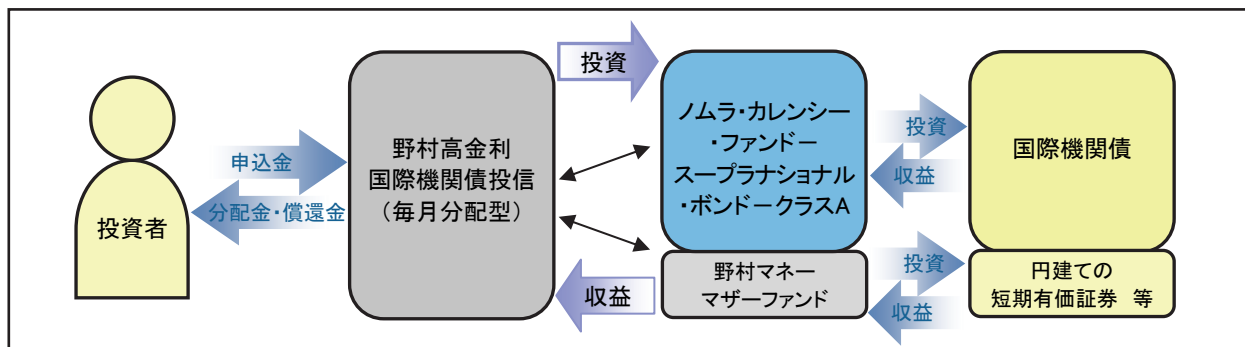 投資者
申込金
分配金・償還金
野村高金利
国際機関債投信
（毎月分配型）
投資
収益
ノムラ・カレンシー
・ファンドー
スープラナショナル
・ボンドークラスA
野村マネー
マザーファンド
投資
収益
投資
収益
国際機関債
円建ての
短期有価証券 等